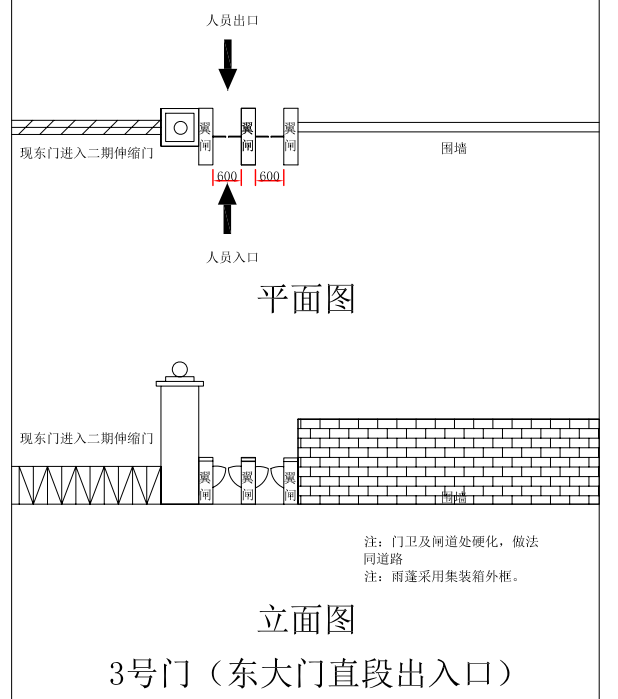 人员出口
翼闸 翼闸 翼闸
现东门进入二期伸缩门
围墙
600 600
人员入口
平面图
现东门进入二期伸缩门
翼闸 翼闸 翼闸
围墙
注：门卫及闸道处硬化，做法
同道路
注：雨蓬采用集装箱外框。
立面图
3号门（东大门直段出入口）